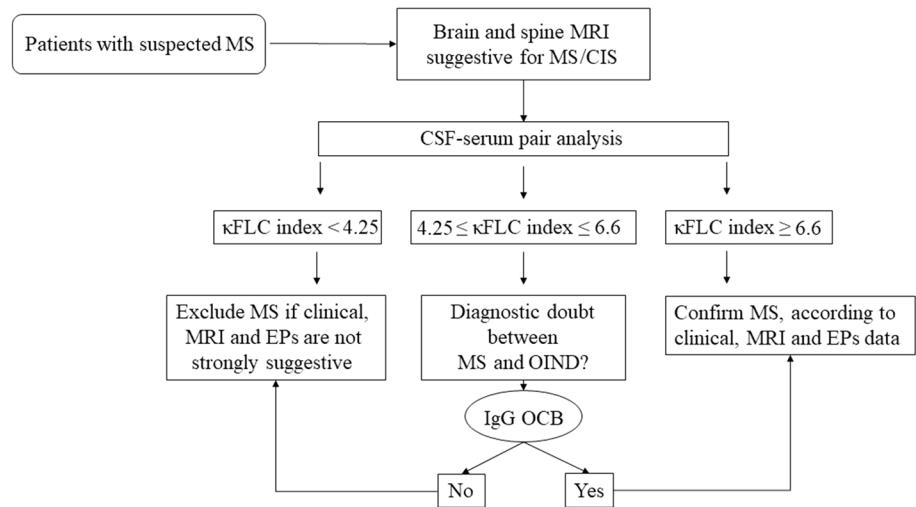 Patients with suspected MS
Brain and spine MRI
suggestive for MS/CIS
CSF-serum pair analysis
κFLC index < 4.25
4.25 ≤ κFLC index ≤ 6.6
κFLC index ≥ 6.6
Exclude MS if clinical,
MRI and EPs are not
strongly suggestive
Diagnostic doubt
between
MS and OIND?
Confirm MS, according to
clinical, MRI and EPs data
IgG OCB
No
Yes